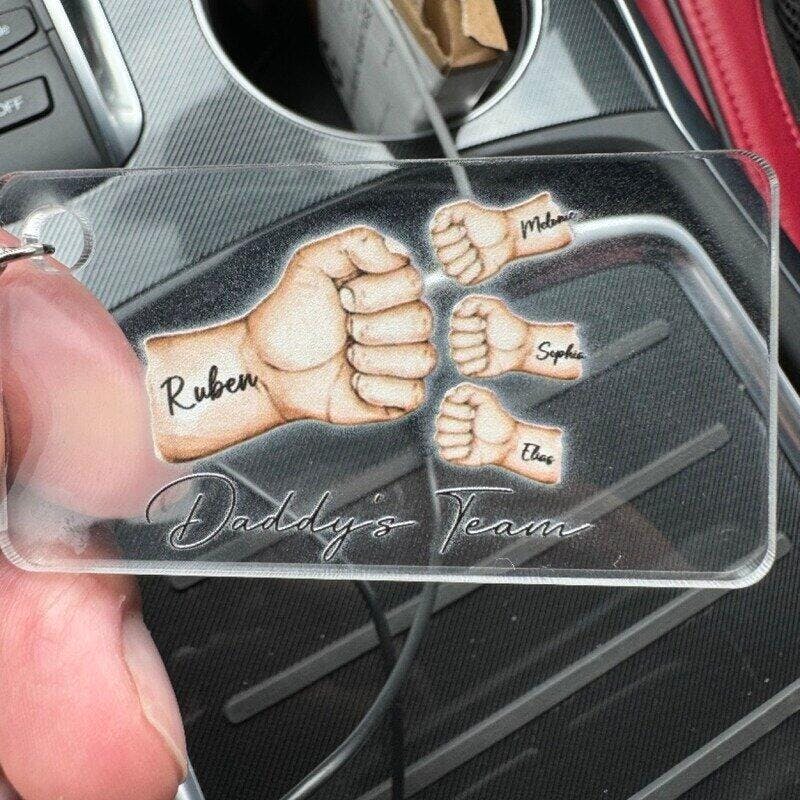 OFF
Ruben
Melanie
Sophia
Elias
Daddy's Team